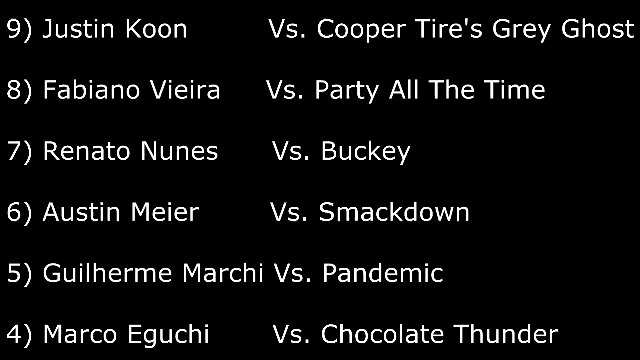 9) Justin Koon Vs. Cooper Tire's Grey Ghost
8) Fabiano Vieira Vs. Party All The Time
7) Renato Nunes Vs. Buckey
6) Austin Meier Vs. Smackdown
5) Guilherme Marchi Vs. Pandemic
4) Marco Eguchi Vs. Chocolate Thunder